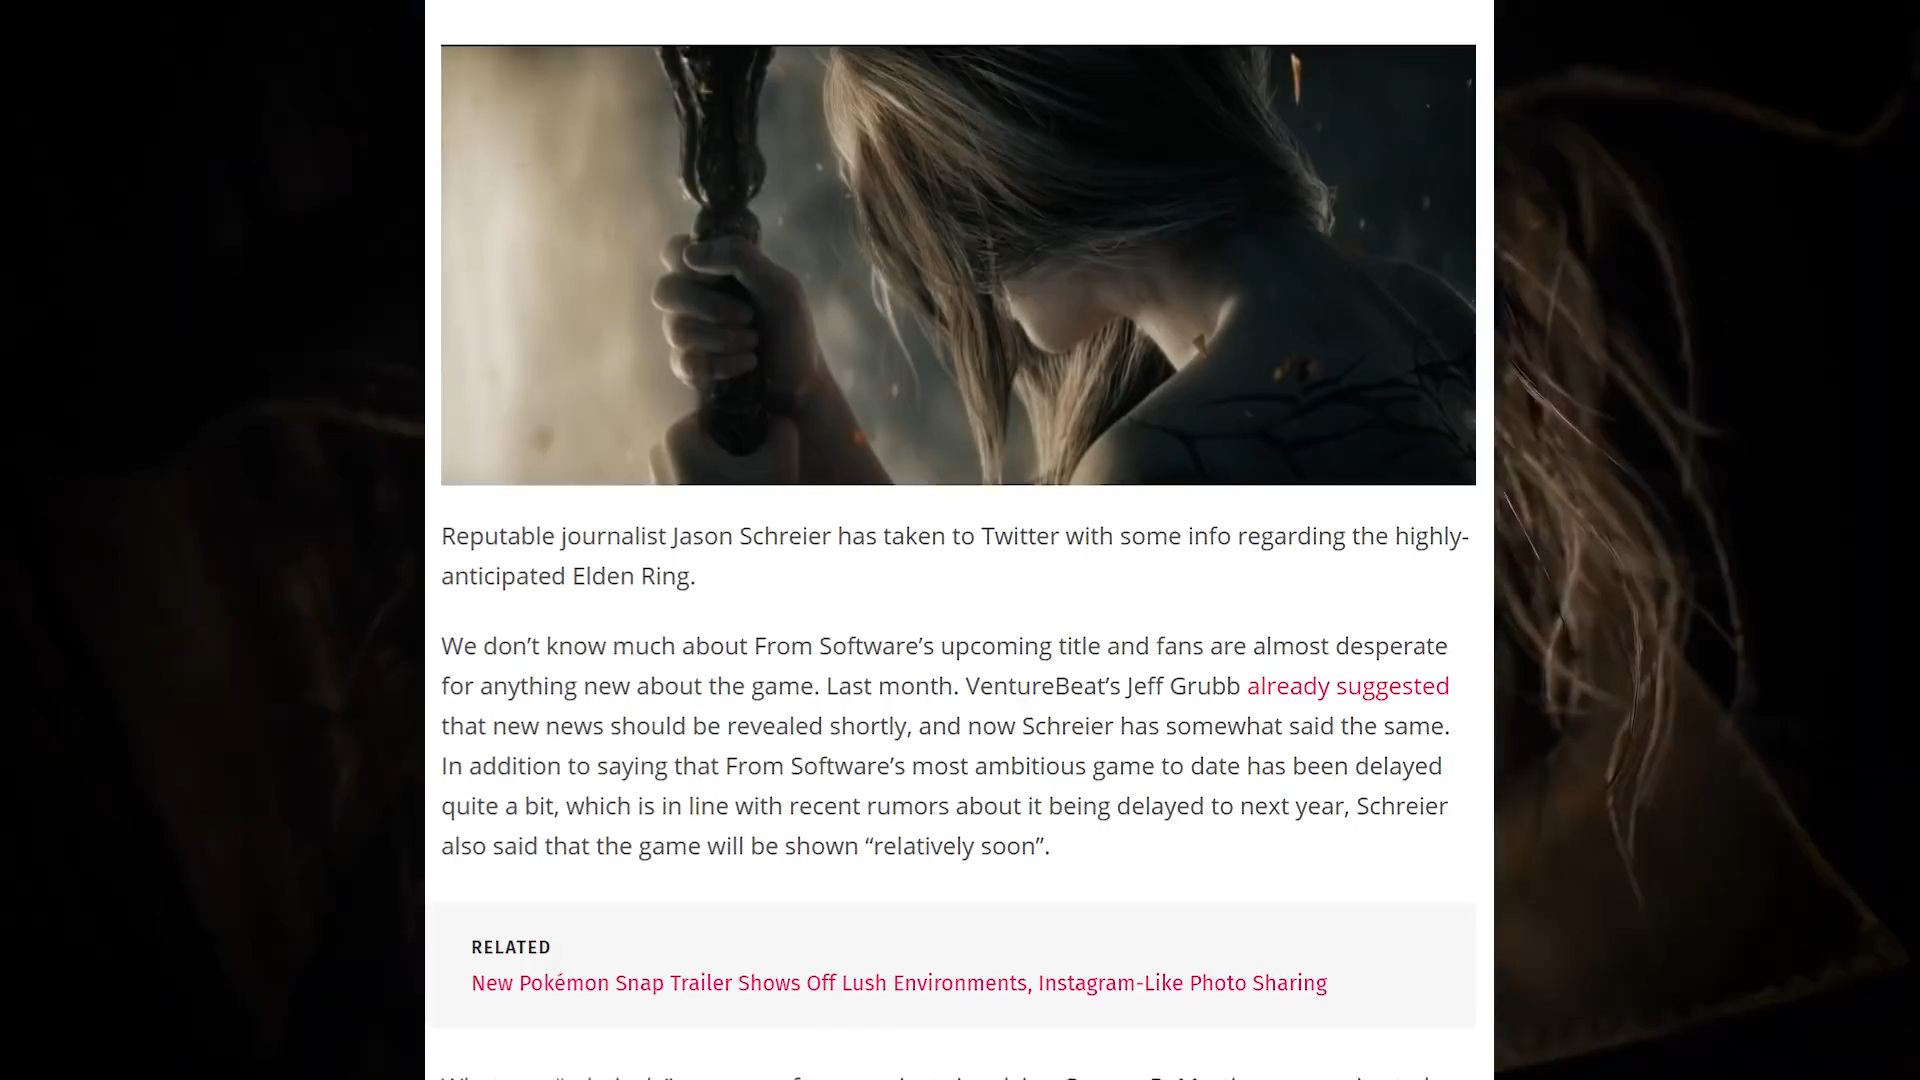 Reputable journalist Jason Schreier has taken to Twitter with some info regarding the highly-
anticipated Elden Ring.
We don’t know much about From Software’s upcoming title and fans are almost desperate
for anything new about the game. Last month. VentureBeat’s Jeff Grubb already suggested
that new news should be revealed shortly, and now Schreier has somewhat said the same.
In addition to saying that From Software’s most ambitious game to date has been delayed
quite a bit, which is in line with recent rumors about it being delayed to next year, Schreier
also said that the game will be shown “relatively soon”.
RELATED
New Pokémon Snap Trailer Shows Off Lush Environments, Instagram-Like Photo Sharing